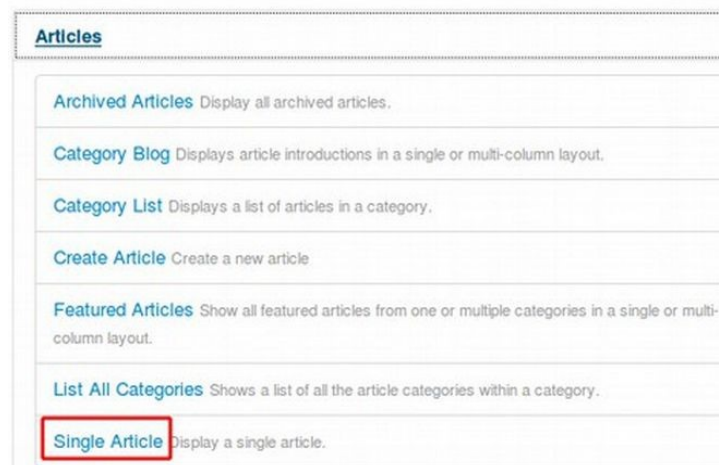 Articles
Archived Articles Display all archived articles.
Category Blog Displays article introductions in a single or multi-column layout.
Category List Displays a list of articles in a category.
Create Article Create a new article
Featured Articles Show all featured articles from one or multiple categories in a single or multi-
column layout.
List All Categories Shows a list of all the article categories within a category.
Single Article Display a single article.